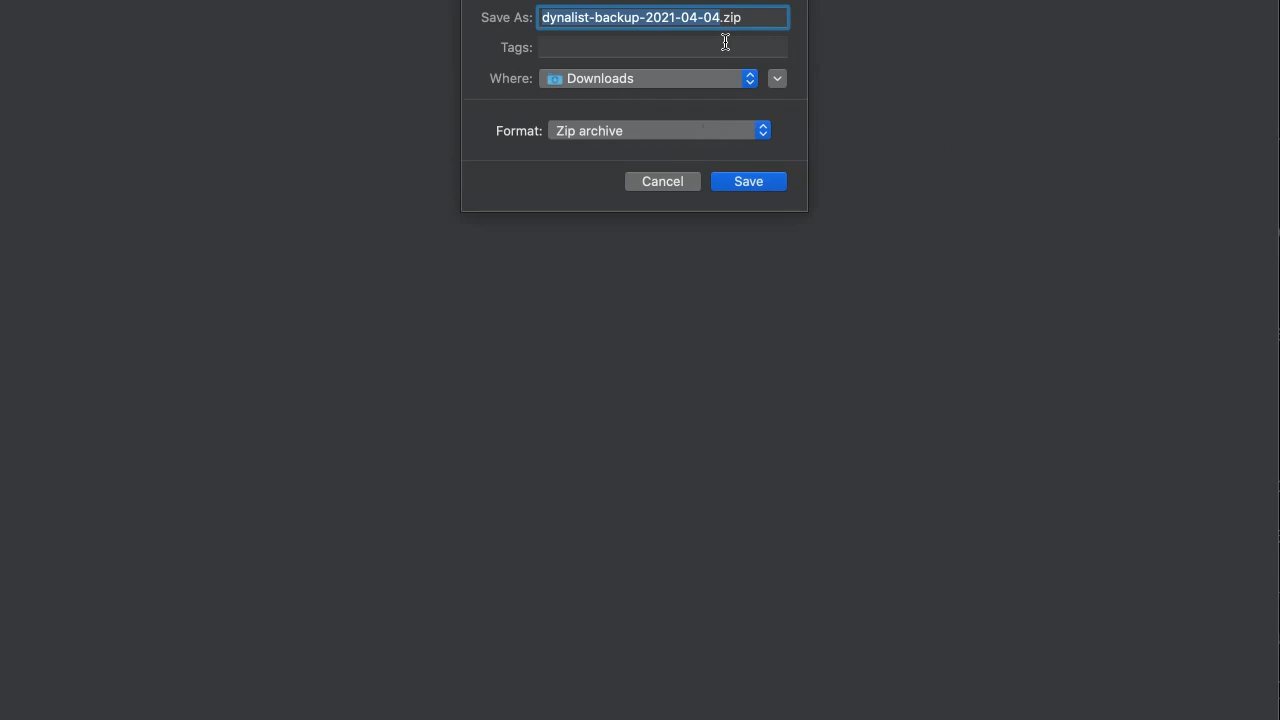 Save As: dynalist-backup-2021-04-04.zip
Tags:
Where: Downloads
Format: Zip archive
Cancel Save